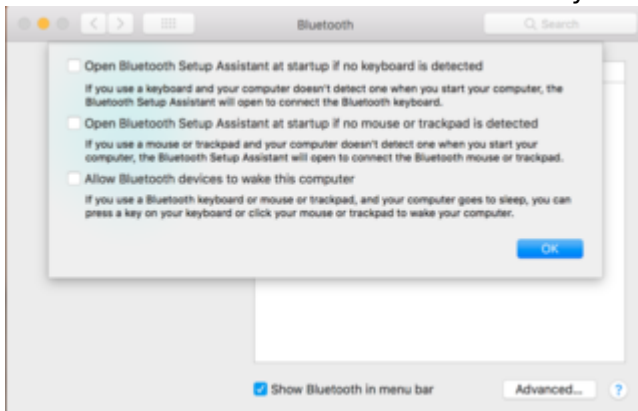 Bluetooth
Search
Open Bluetooth Setup Assistant at startup if no keyboard is detected
If you use a keyboard and your computer doesn't detect one when you start your computer, the
Bluetooth Setup Assistant will open to connect the Bluetooth keyboard.
Open Bluetooth Setup Assistant at startup if no mouse or trackpad is detected
If you use a mouse or trackpad and your computer doesn't detect one when you start your
computer, the Bluetooth Setup Assistant will open to connect the Bluetooth mouse or trackpad.
Allow Bluetooth devices to wake this computer
If you use a Bluetooth keyboard or mouse or trackpad, and your computer goes to sleep, you can
press a key on your keyboard or click your mouse or trackpad to wake your computer.
OK
Show Bluetooth in menu bar
Advanced...
?